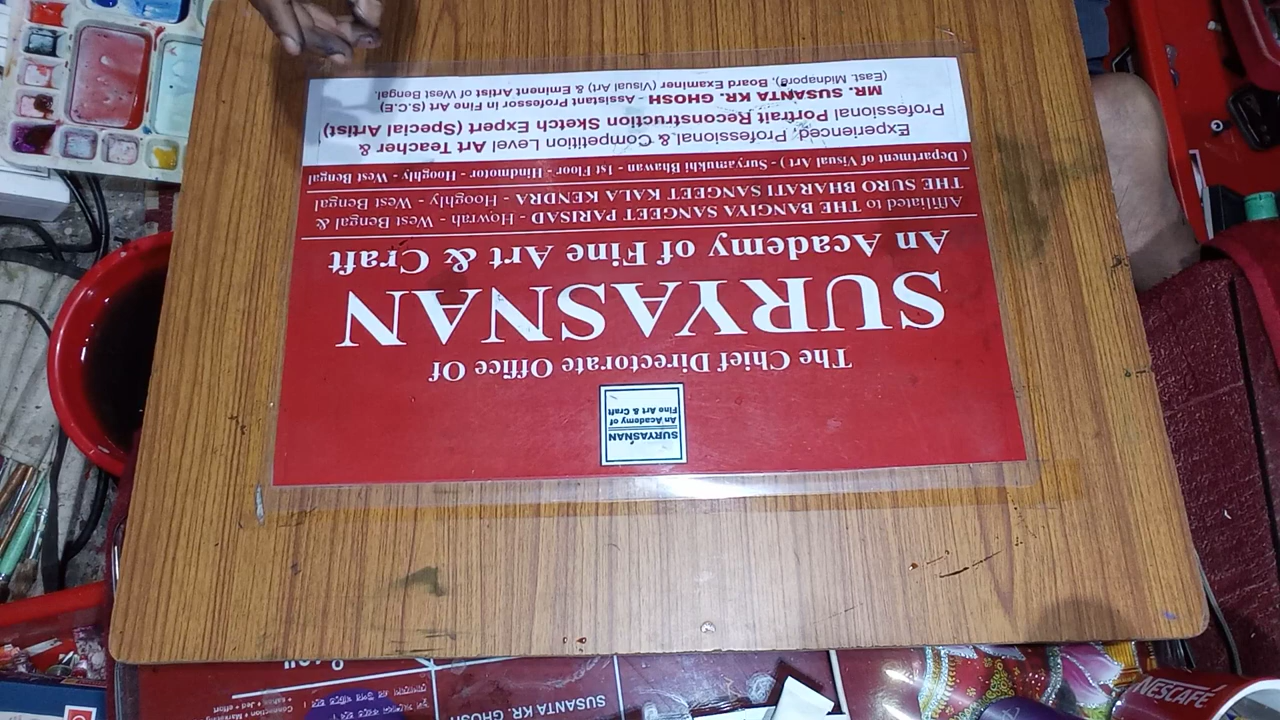 SURYASNAN
An Academy of
Fine Art & Craft
The Chief Directorate Office Of
SURYASNAN
An Academy of Fine Art & Craft
Affiliated to THE BANGIYA SANGEET PARISAD - Howrah - West Bengal &
THE SURO BHARATI SANGEET KALA KENDRA - Hooghly - West Bengal
( Department of Visual Art ) - Suryamukhi Bhawan - 1st Floor - Hindmotor - Hooghly - West Bengal
Experienced, Professional, & Competition Level Art Teacher &
Professional Portrait Reconstruction Sketch Expert (Special Artist)
MR. SUSANTA KR. GHOSH - Assistant Professor in Fine Art (S.C.E)
(East. Midnapore), Board Examiner (Visual Art) & Eminent Artist of West Bengal.
SUSANTA KR. GHOSH
NESCAFÉ